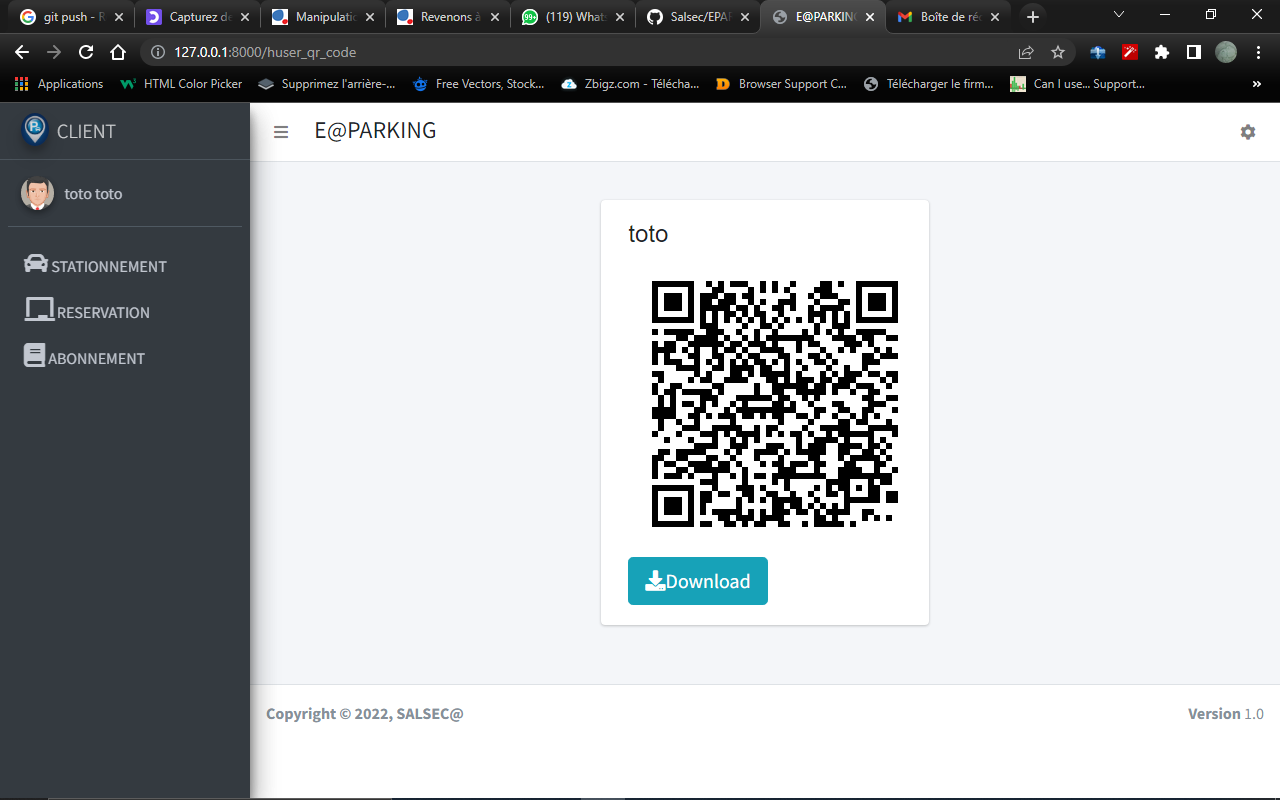 git push - R
Capturez de
Manipulatio
Revenons à
(119) Whats
Salsec/EPAR
E@PARKING
Boîte de réc
127.0.0.1:8000/huser_qr_code
Applications
HTML Color Picker
Supprimez l'arrière-...
Free Vectors, Stock...
Zbigz.com - Télécha...
Browser Support C...
Télécharger le firm...
Can I use... Support...
»
CLIENT
E@PARKING
toto toto
STATIONNEMENT
RESERVATION
ABONNEMENT
toto
Download
Copyright © 2022, SALSEC@
Version 1.0